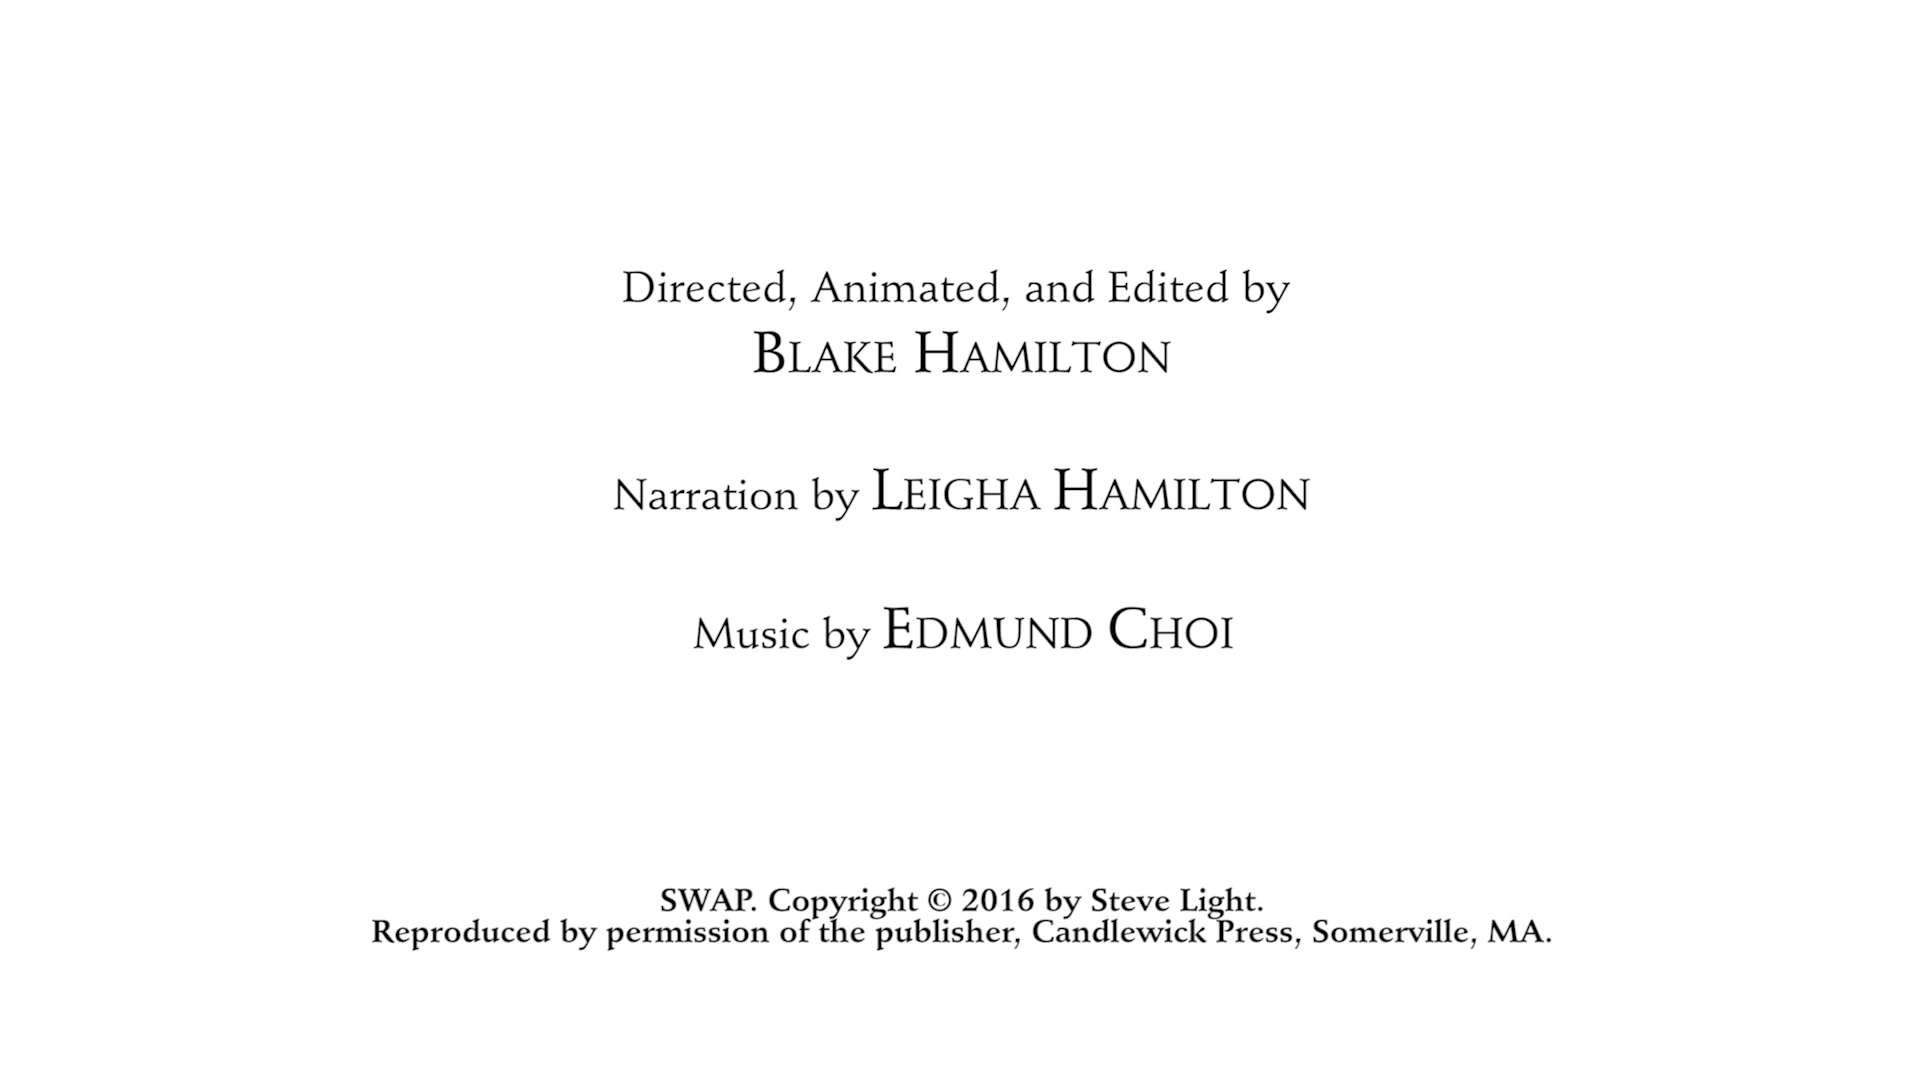 Directed, Animated, and Edited by
BLAKE HAMILTON
Narration by LEIGHA HAMILTON
Music by EDMUND CHOI
SWAP. Copyright © 2016 by Steve Light.
Reproduced by permission of the publisher, Candlewick Press, Somerville, MA.